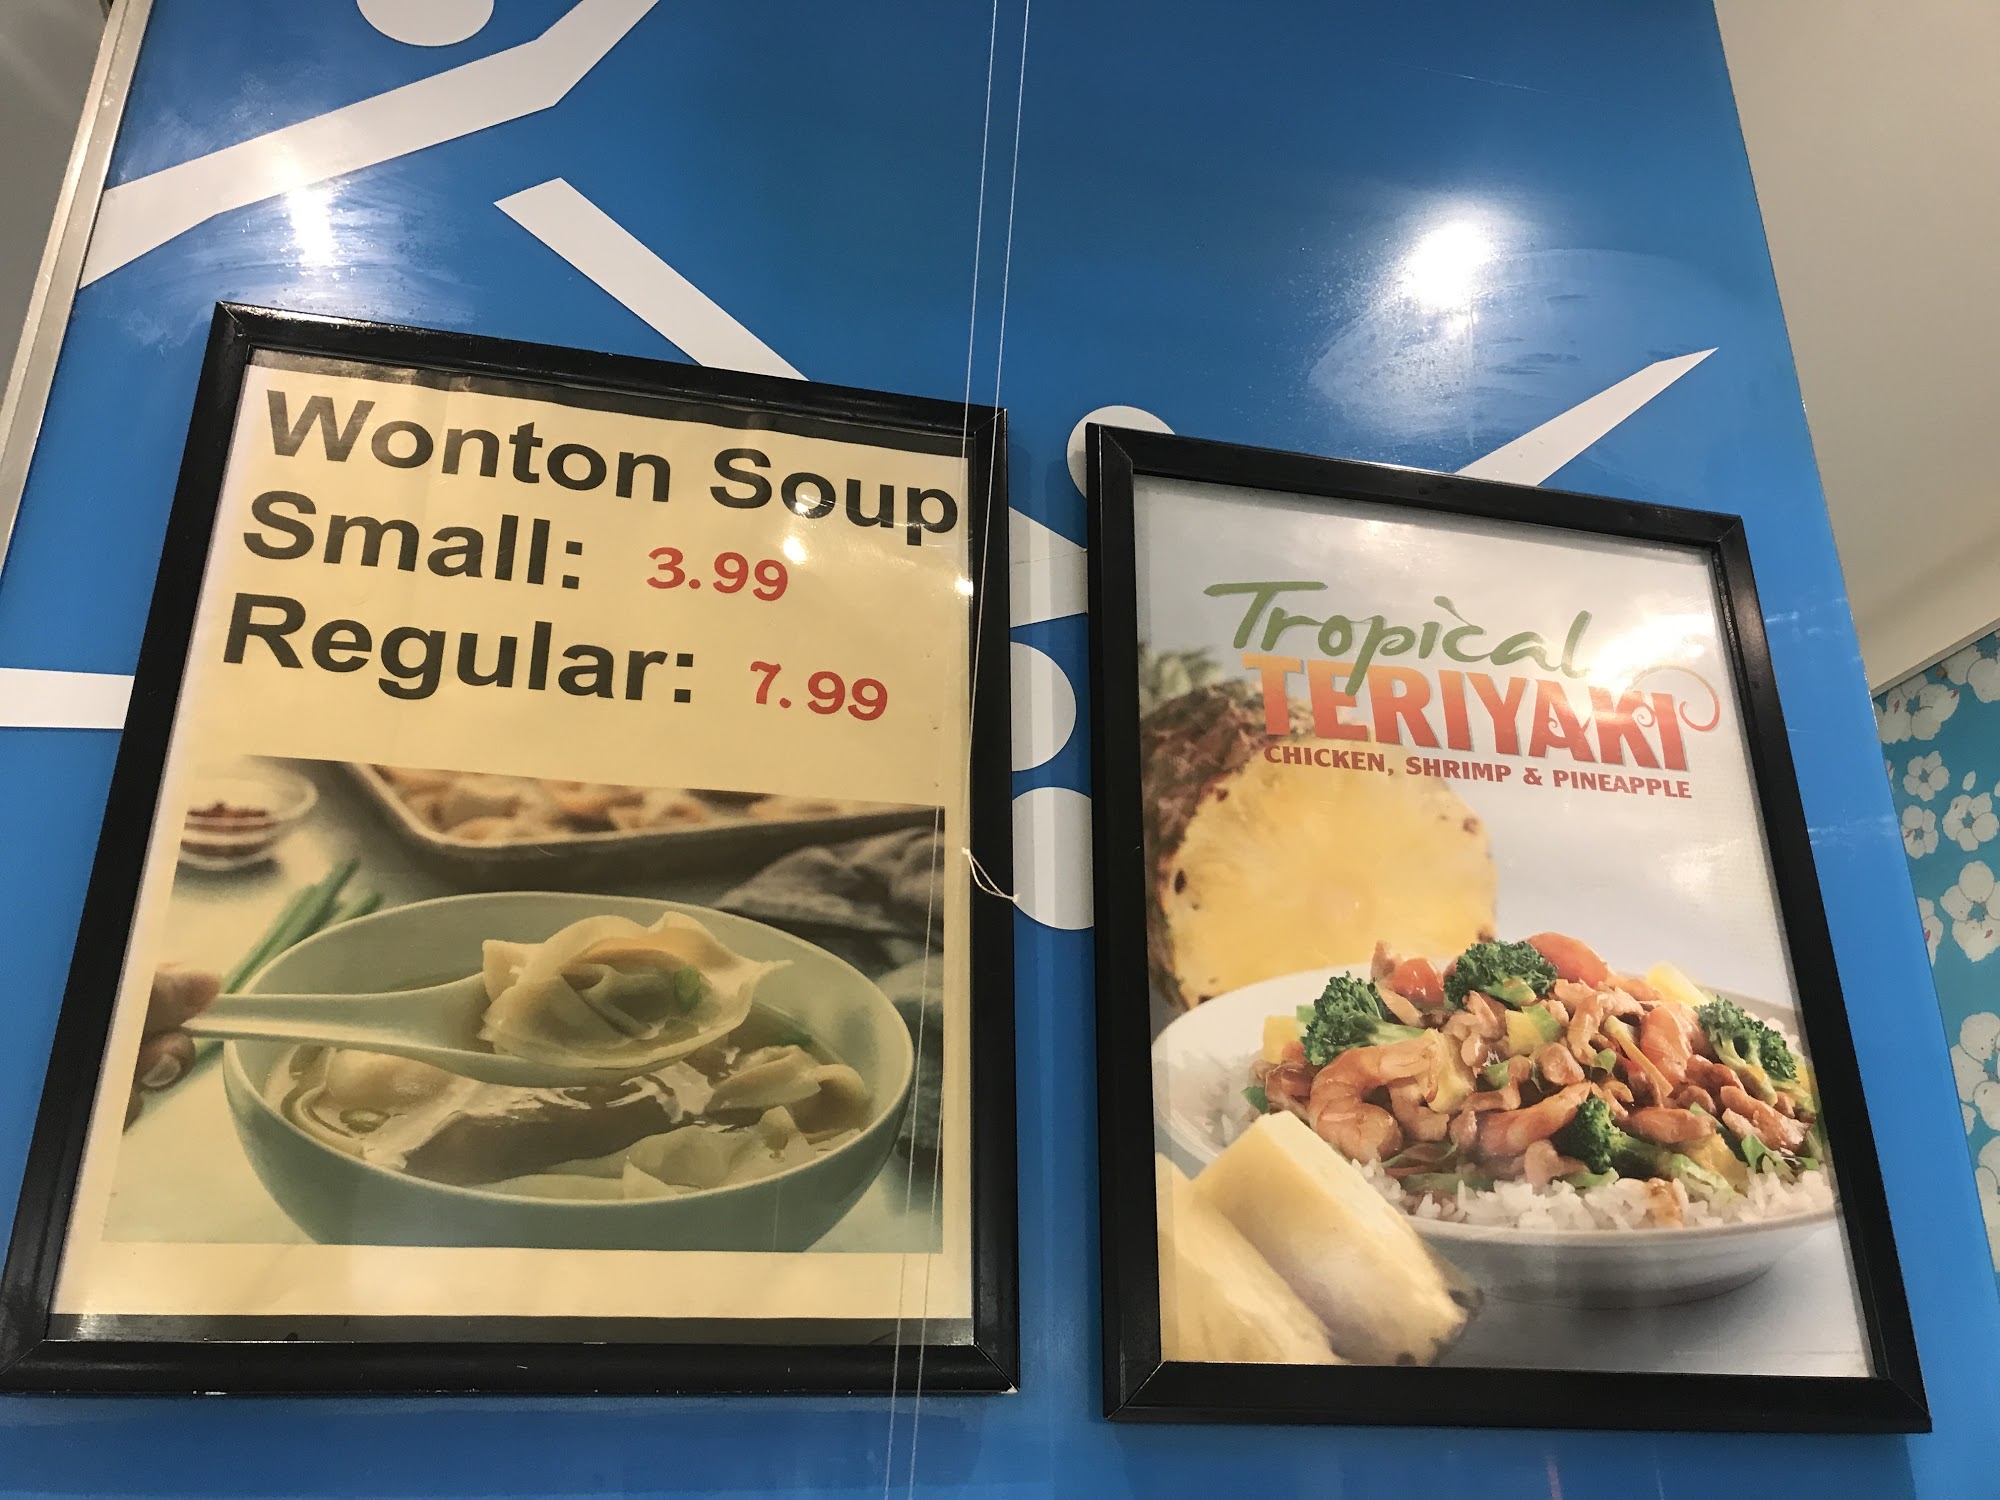 Wonton Soup
Small: 3.99
Regular: 7.99
Tropical
TERIYAKI
CHICKEN, SHRIMP & PINEAPPLE